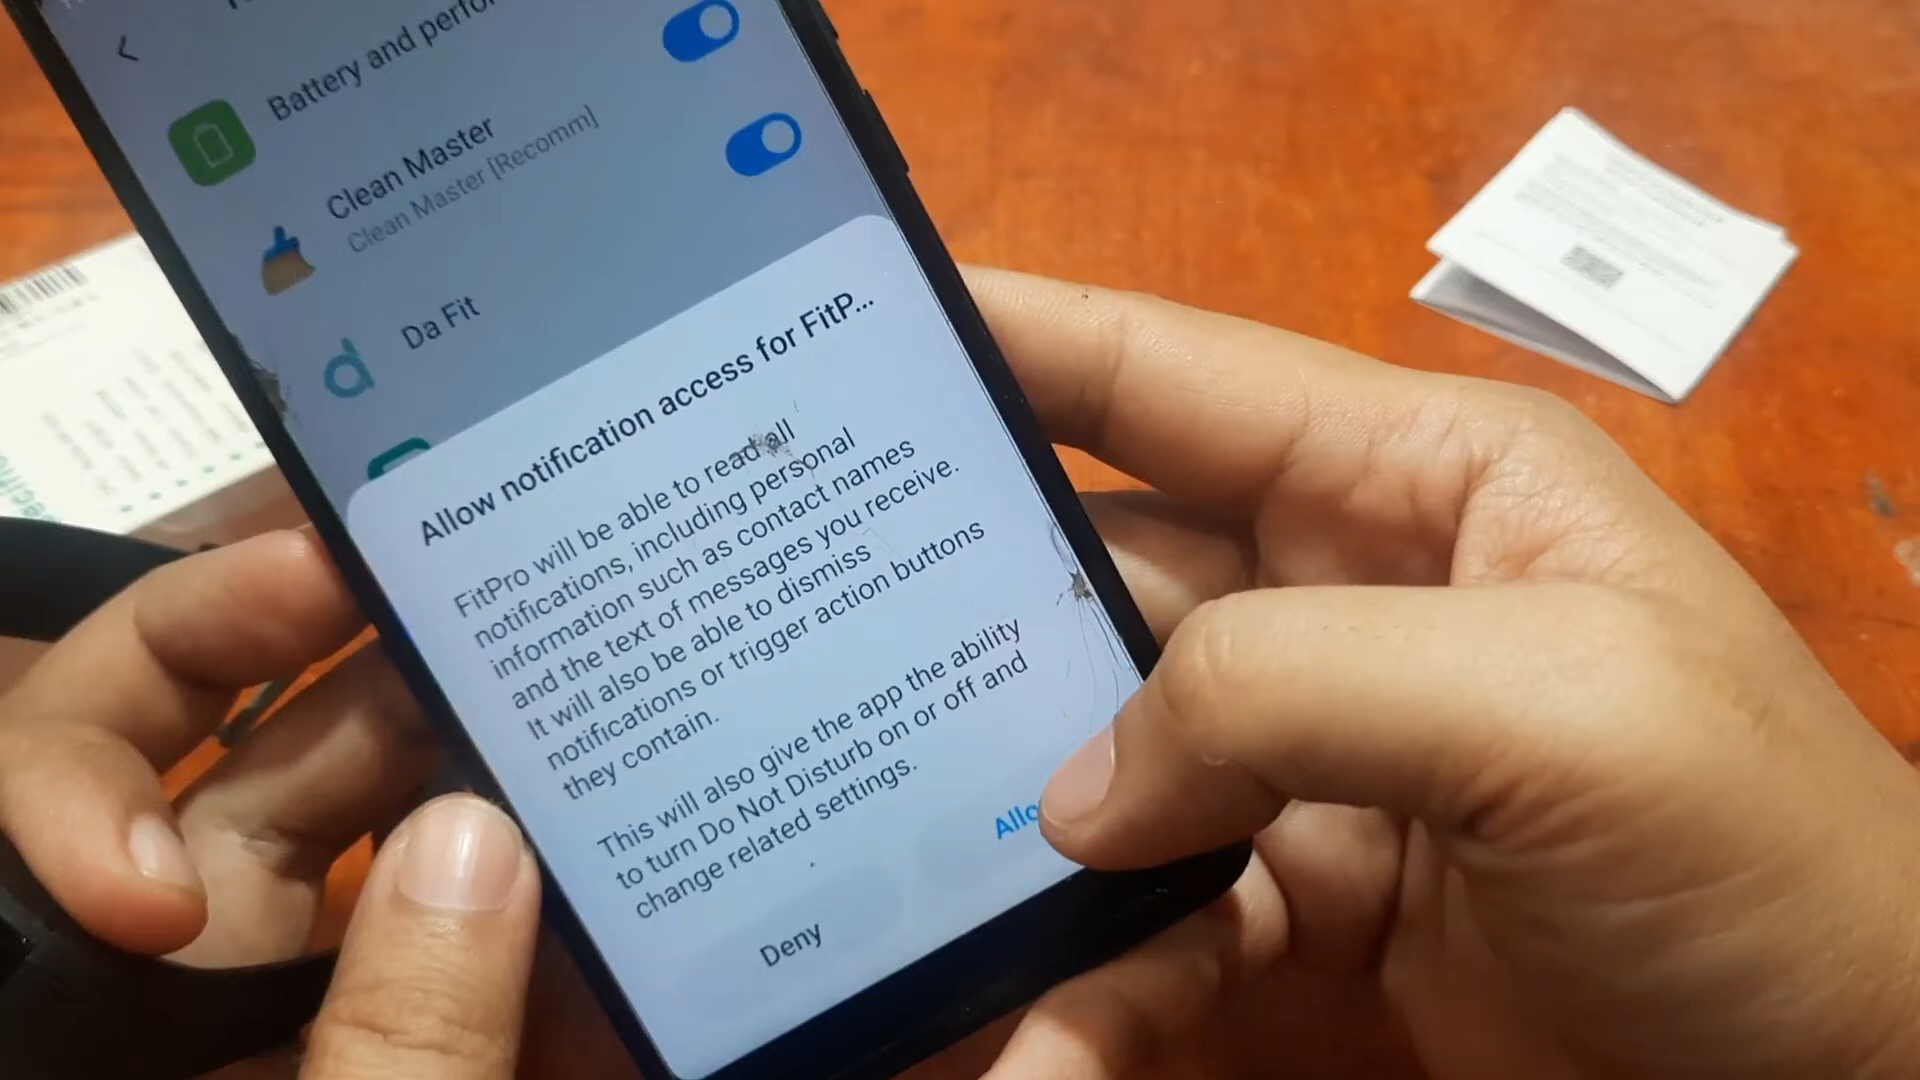 Battery and perfor
Clean Master
Clean Master [Recomm]
Da Fit
Allow notification access for FitP...
FitPro will be able to read all
notifications, including personal
information such as contact names
and the text of messages you receive.
It will also be able to dismiss
notifications or trigger action buttons
they contain.
This will also give the app the ability
to turn Do Not Disturb on or off and
change related settings.
Deny
Allo